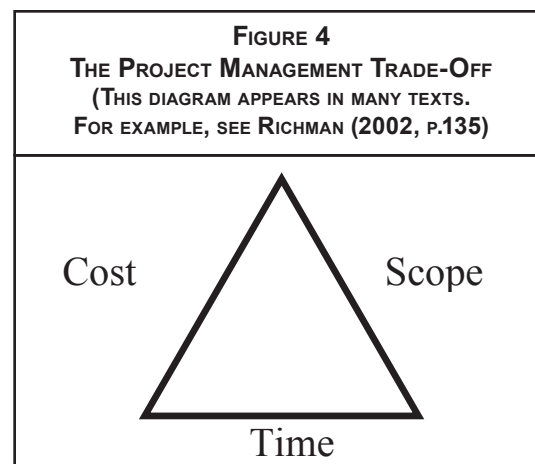 FIGURE 4
THE PROJECT MANAGEMENT TRADE-OFF
(THIS DIAGRAM APPEARS IN MANY TEXTS.
FOR EXAMPLE, SEE RICHMAN (2002, P.135)
Cost Scope
Time